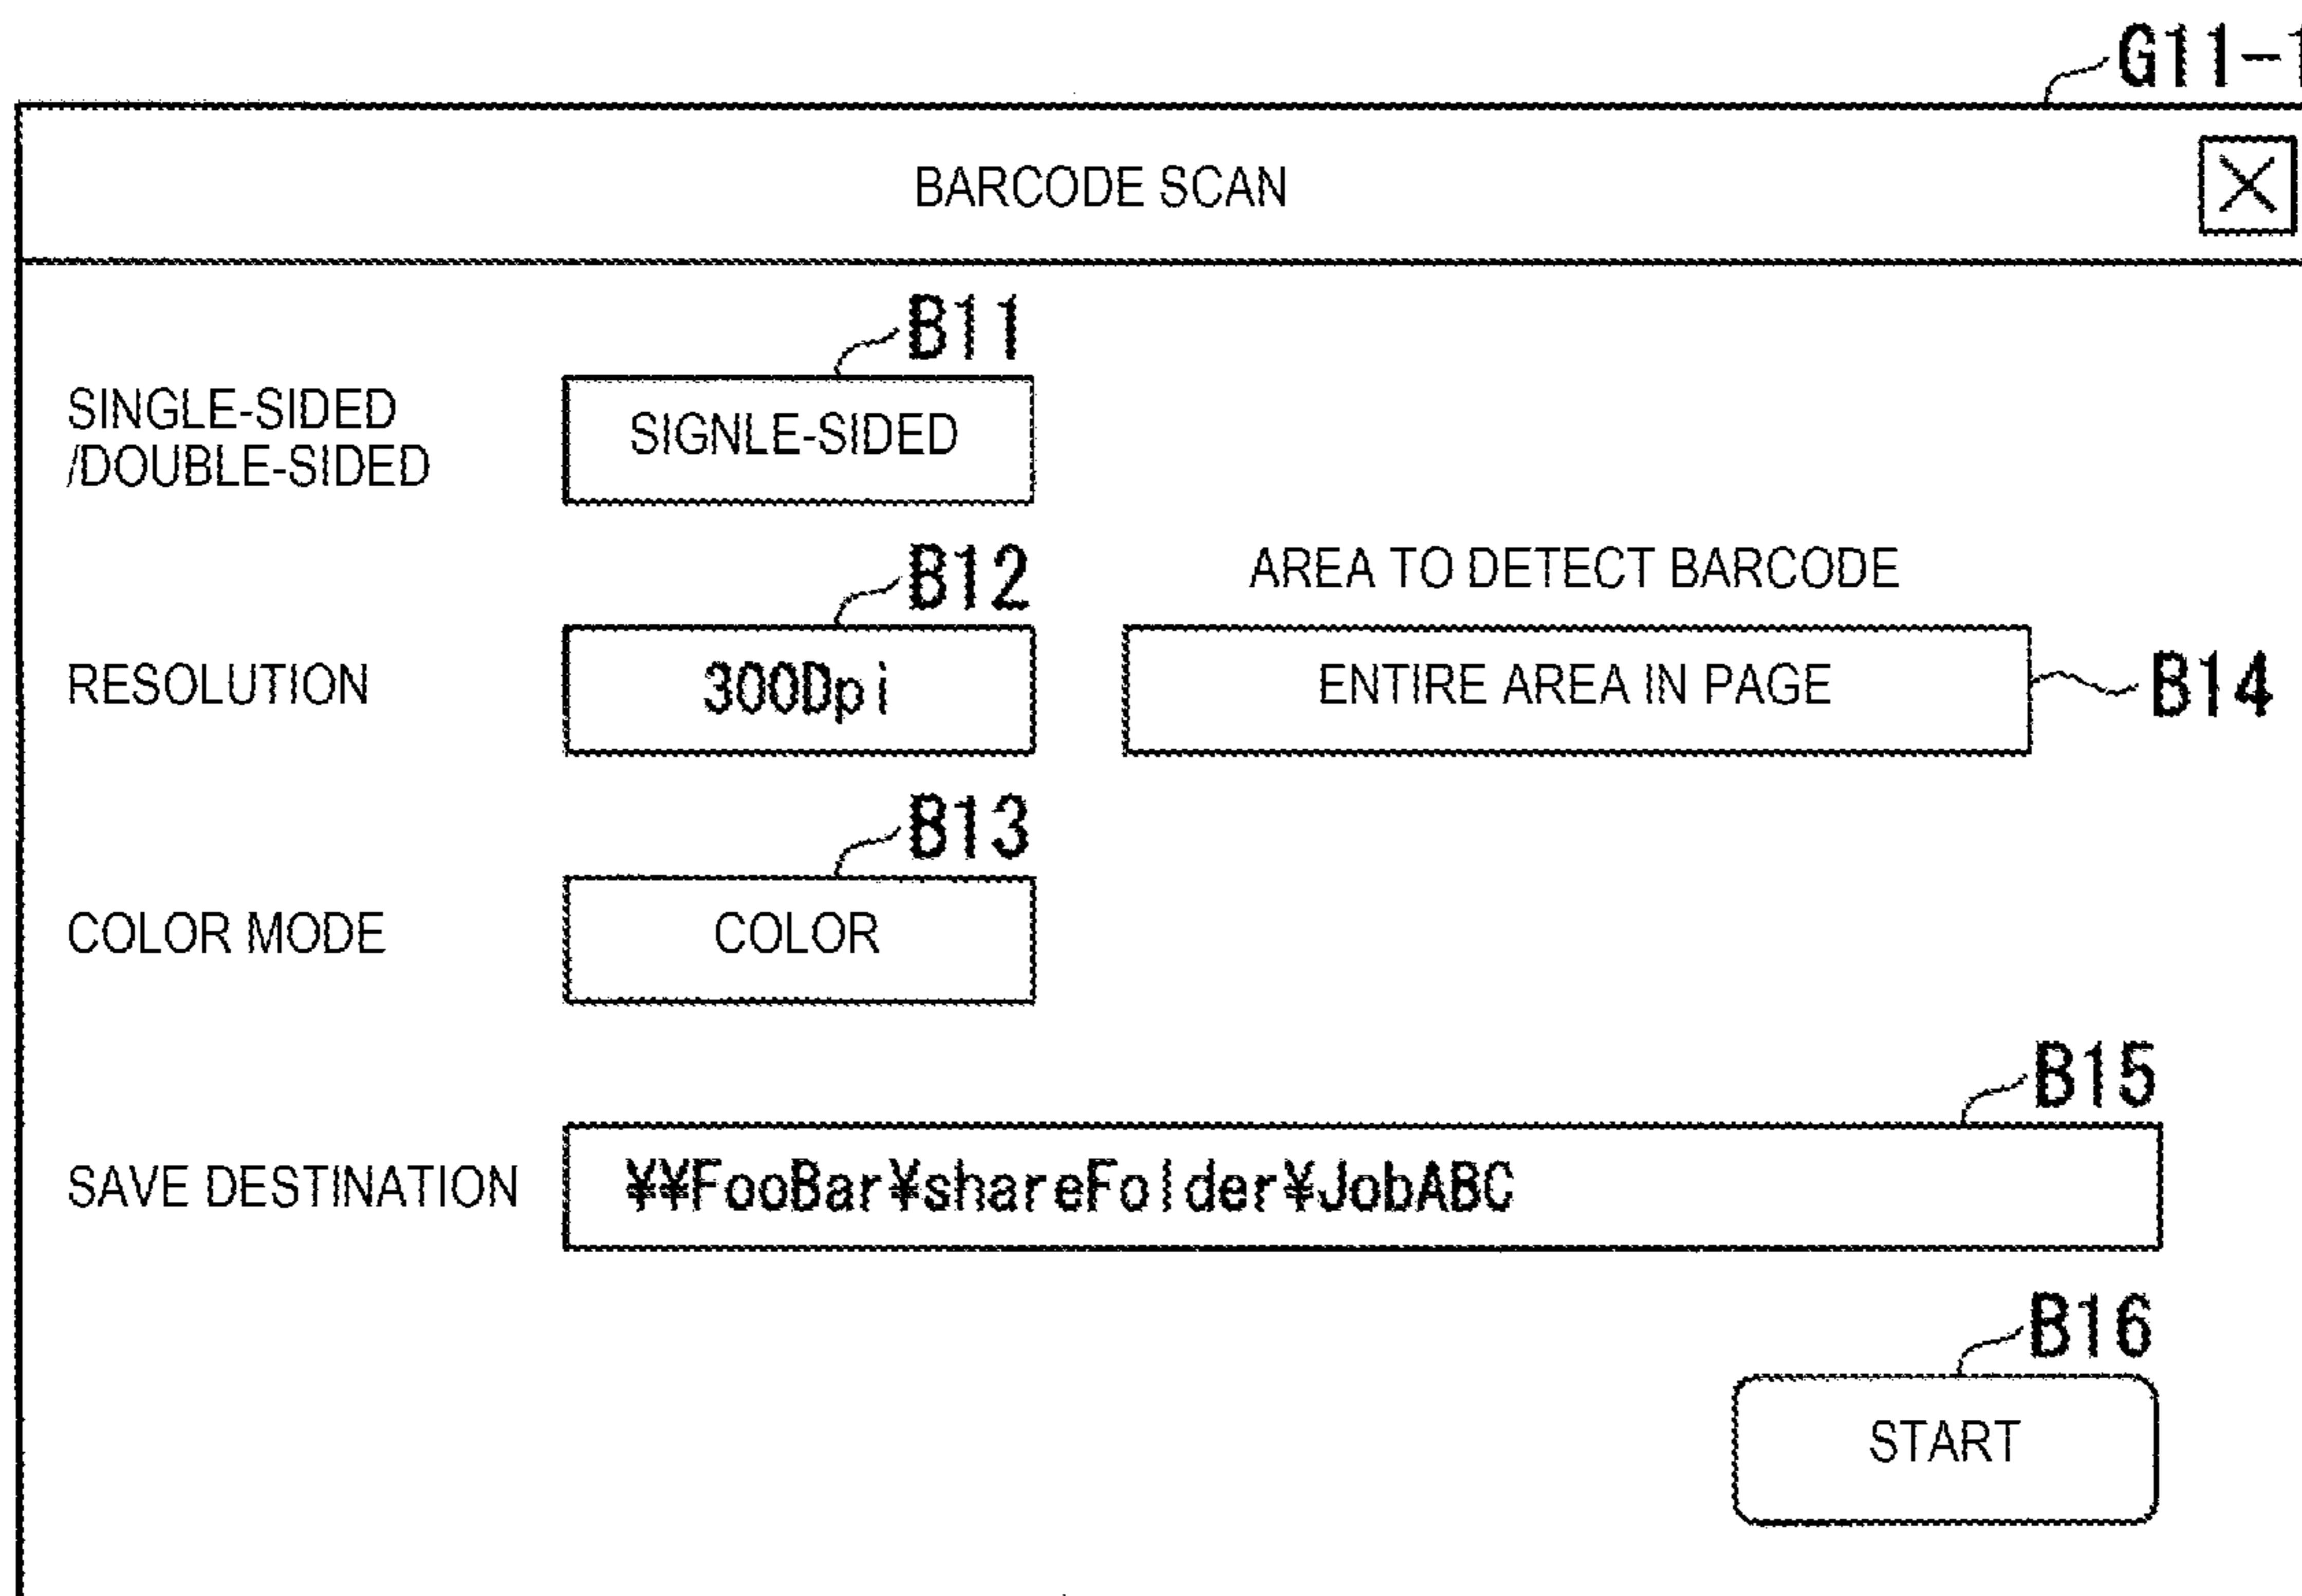 G11-1
BARCODE SCAN
B11
SINGLE-SIDED
/DOUBLE-SIDED
SIGNLE-SIDED
B12
AREA TO DETECT BARCODE
RESOLUTION
300Dpi
ENTIRE AREA IN PAGE
B14
B13
COLOR MODE
COLOR
B15
SAVE DESTINATION
¥¥FooBar¥shareFolder¥JobABC
B16
START